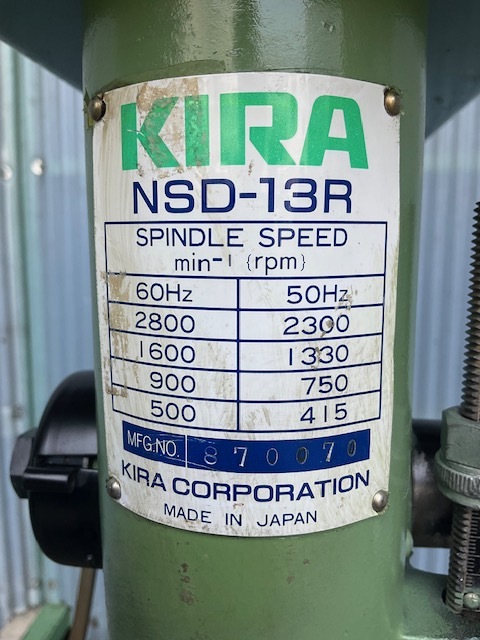 KIRA
NSD-13R
SPINDLE SPEED
min-1 (rpm)
60Hz 50Hz
2800 2300
1600 1330
900 750
500 415
MFG.NO. 870070
KIRA CORPORATION
MADE IN JAPAN